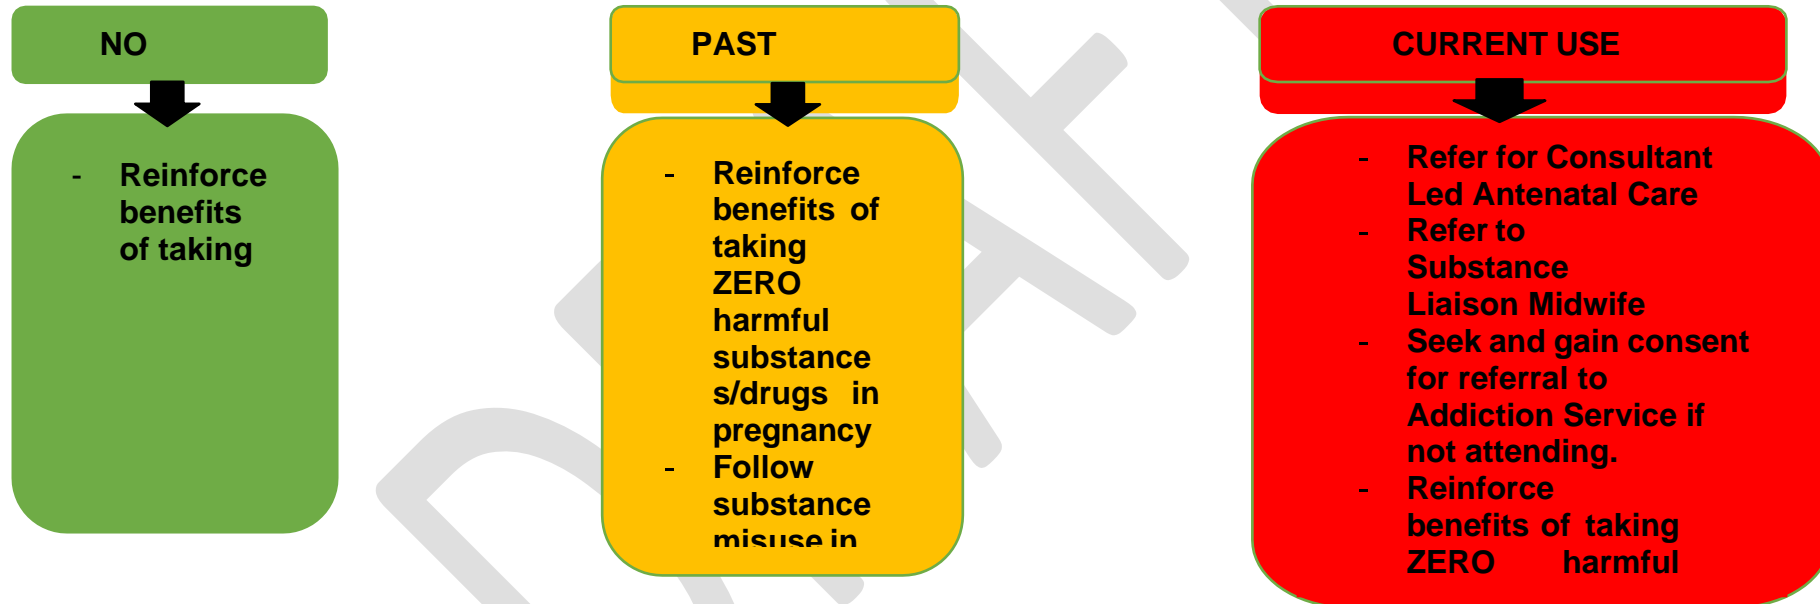 NO
- Reinforce
benefits
of taking
PAST
- Reinforce
benefits of
taking
ZERO
harmful
substance
s/drugs in
pregnancy
- Follow
substance
misuse in
CURRENT USE
- Refer for Consultant
Led Antenatal Care
- Refer to
Substance
Liaison Midwife
- Seek and gain consent
for referral to
Addiction Service if
not attending.
- Reinforce
benefits of taking
ZERO harmful